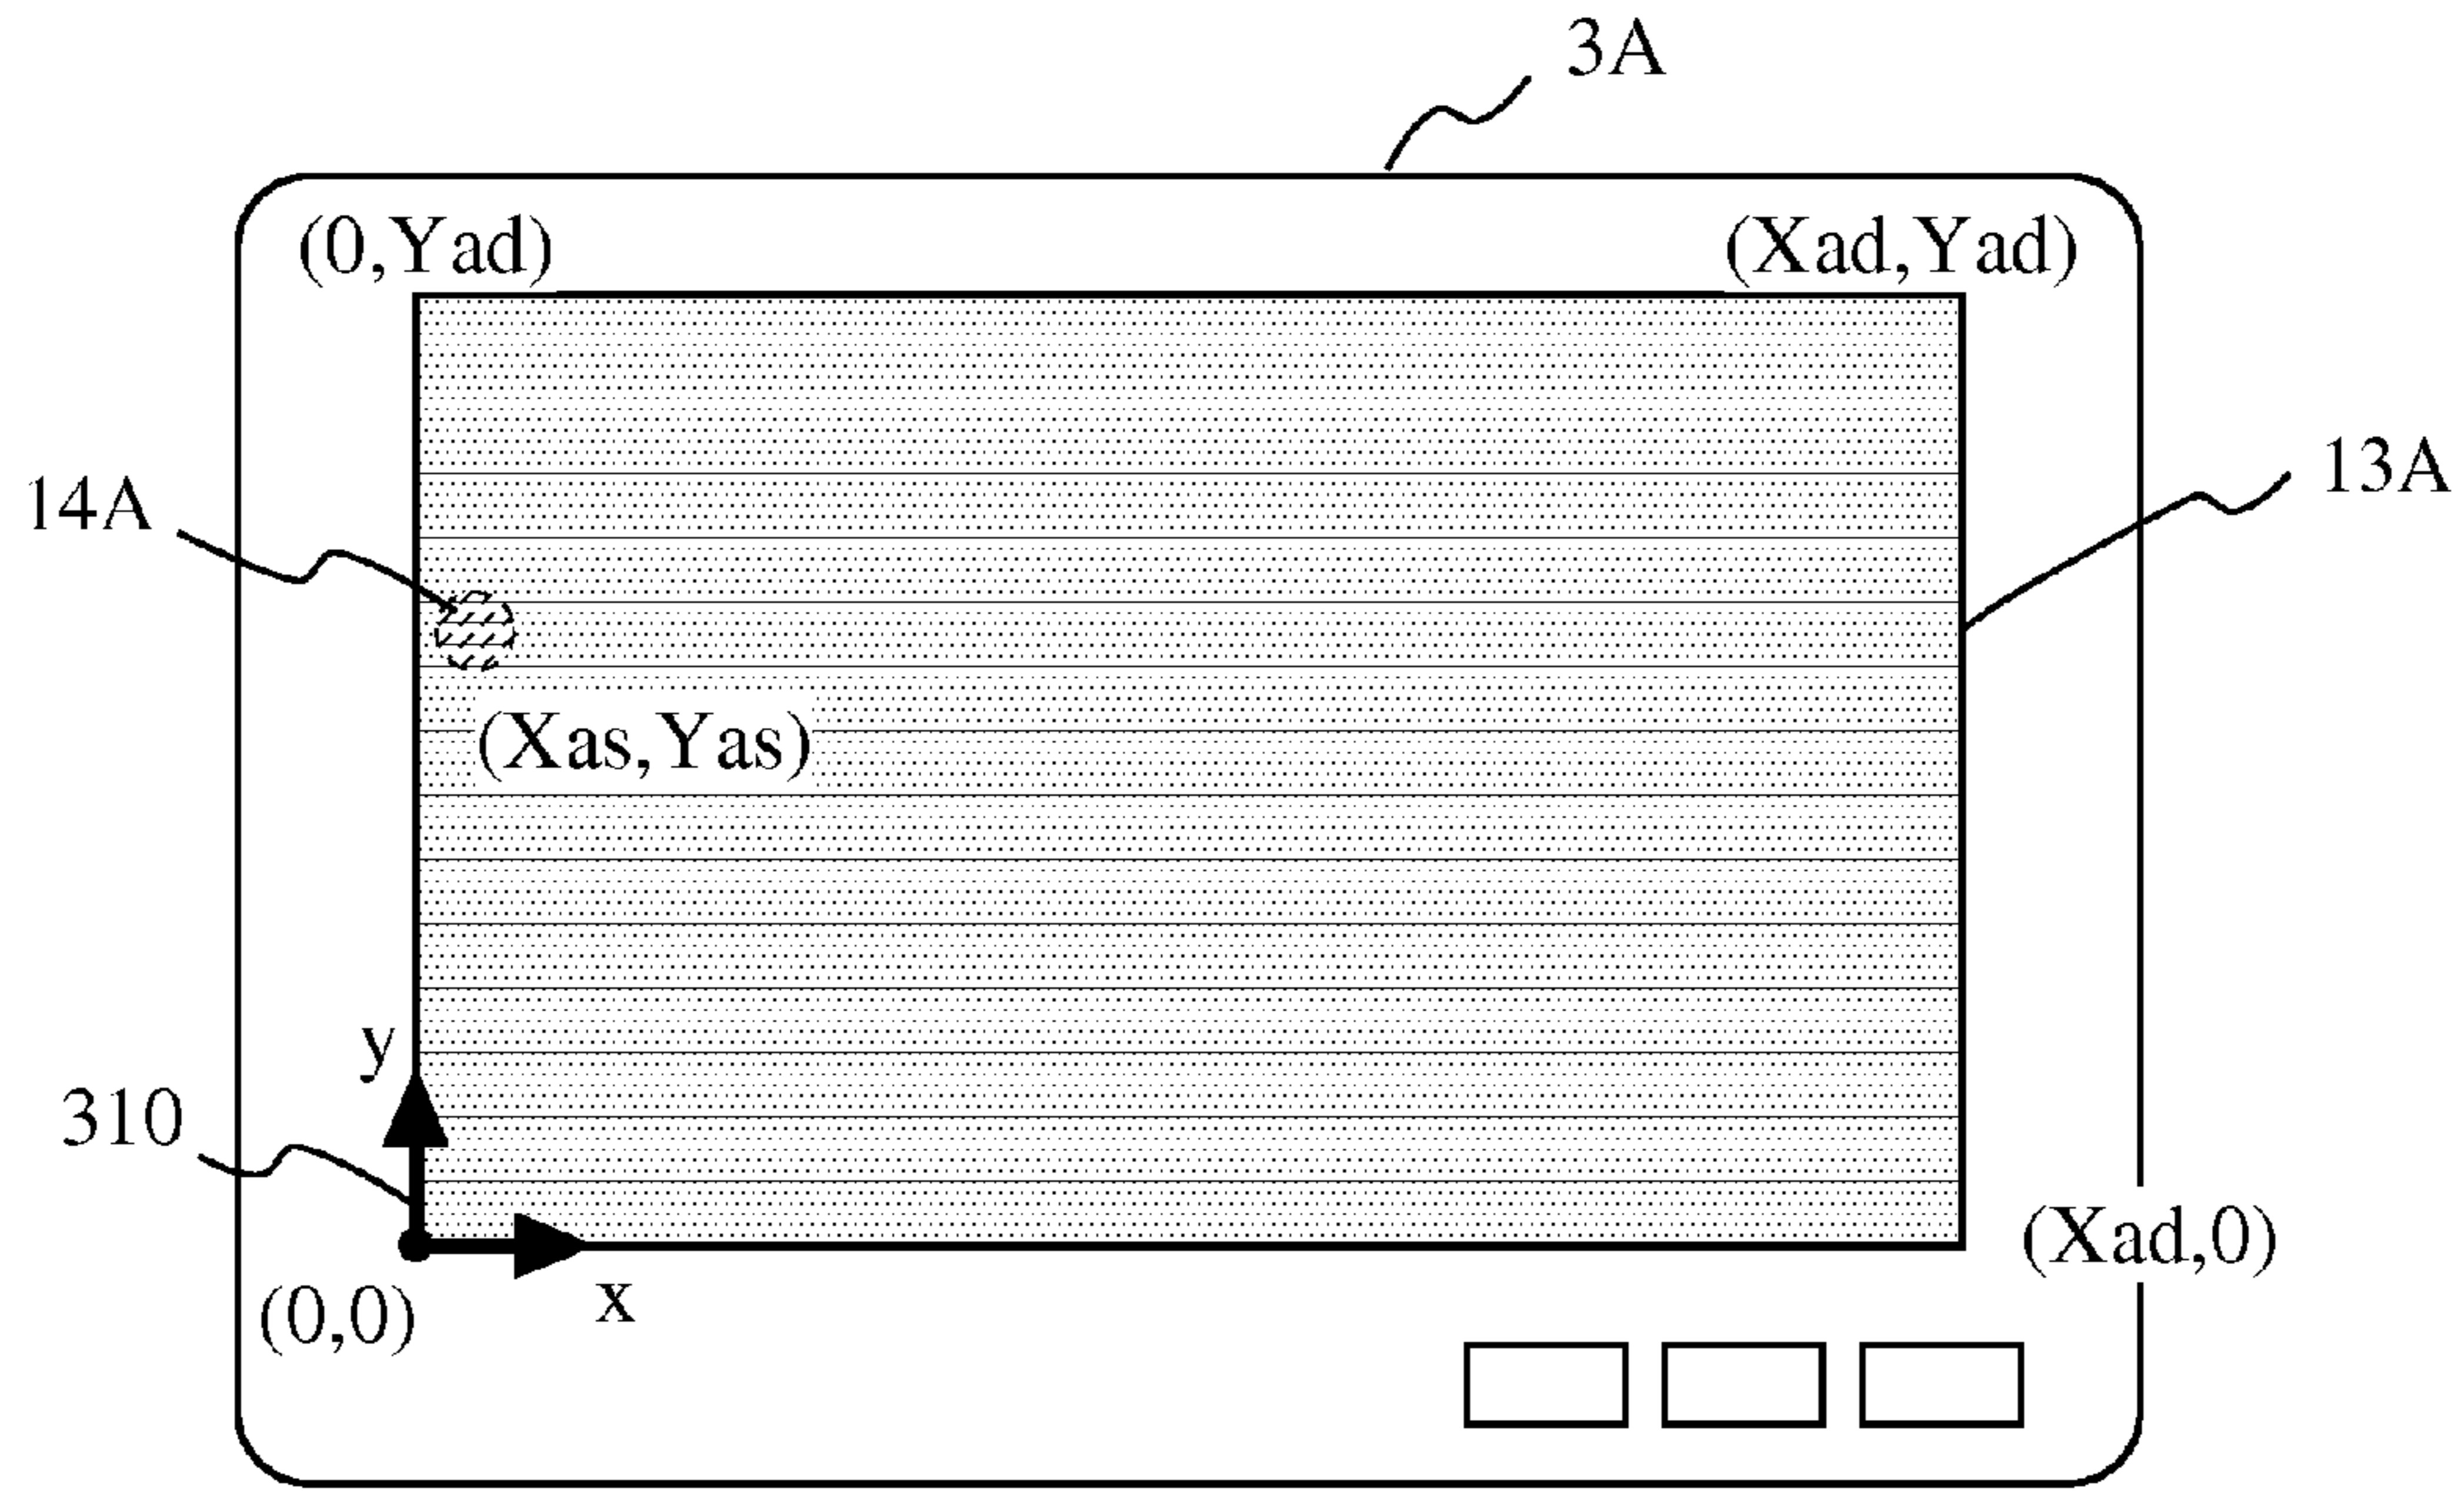 3A
(0,Yad)
(Xad,Yad)
13A
14A
(Xas,Yas)
y
310
(Xad,0)
(0,0)
x